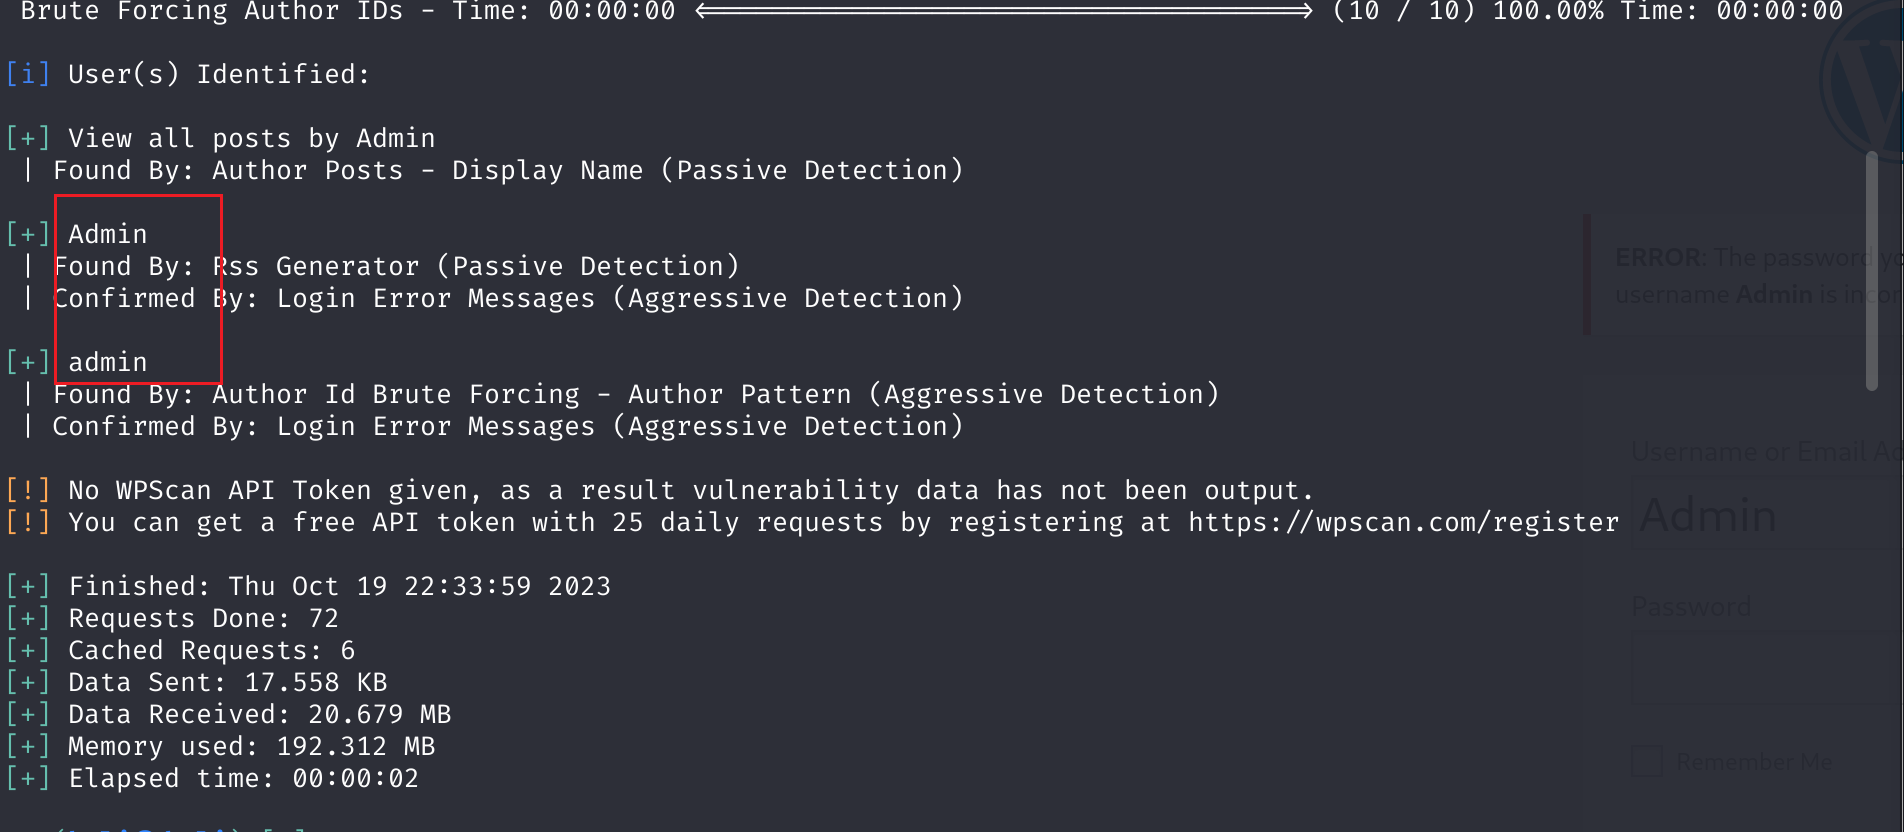 Brute Forcing Author IDs - Time: 00:00:00 <==============================> (10 / 10) 100.00% Time: 00:00:00
[i] User(s) Identified:
[+] View all posts by Admin
| Found By: Author Posts - Display Name (Passive Detection)
[+] Admin
| Found By: Rss Generator (Passive Detection)
| Confirmed By: Login Error Messages (Aggressive Detection)
ERROR: The password yo
username Admin is incor
[+] admin
| Found By: Author Id Brute Forcing - Author Pattern (Aggressive Detection)
| Confirmed By: Login Error Messages (Aggressive Detection)
Username or Email Ad
[!] No WPScan API Token given, as a result vulnerability data has not been output.
[!] You can get a free API token with 25 daily requests by registering at https://wpscan.com/register
Admin
[+] Finished: Thu Oct 19 22:33:59 2023
[+] Requests Done: 72
Password
[+] Cached Requests: 6
[+] Data Sent: 17.558 KB
[+] Data Received: 20.679 MB
[+] Memory used: 192.312 MB
[+] Elapsed time: 00:00:02
Remember Me